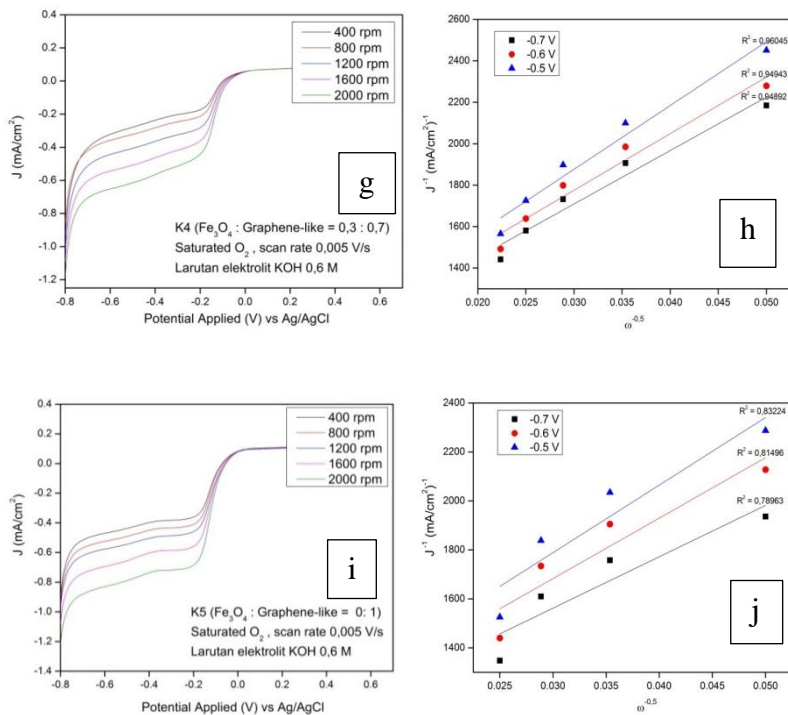 0.4
0.2
0.0
-0.2
-0.4
-0.6
-0.8
-1.0
-1.2
J (mA/cm²)
-0.8 -0.6 -0.4 -0.2 0.0 0.2 0.4 0.6
Potential Applied (V) vs Ag/AgCl
400 rpm
800 rpm
1200 rpm
1600 rpm
2000 rpm
g
K4 (Fe₃O₄ : Graphene-like = 0,3 : 0,7)
Saturated O₂ , scan rate 0,005 V/s
Larutan elektrolit KOH 0,6 M
2600
2400
2200
2000
1800
1600
1400
J⁻¹ (mA/cm²)⁻¹
0.020 0.025 0.030 0.035 0.040 0.045 0.050
ω⁻⁰,⁵
-0.7 V
-0.6 V
-0.5 V
R² = 0,96045
R² = 0,94943
R² = 0,94892
h
0.4
0.2
0.0
-0.2
-0.4
-0.6
-0.8
-1.0
-1.2
-1.4
J (mA/cm²)
-0.8 -0.6 -0.4 -0.2 0.0 0.2 0.4 0.6
Potential Applied (V) vs Ag/AgCl
400 rpm
800 rpm
1200 rpm
1600 rpm
2000 rpm
i
K5 (Fe₃O₄ : Graphene-like = 0: 1)
Saturated O₂ , scan rate 0,005 V/s
Larutan elektrolit KOH 0,6 M
2400
2200
2000
1800
1600
1400
J⁻¹ (mA/cm²)⁻¹
0.025 0.030 0.035 0.040 0.045 0.050
ω⁻⁰,⁵
-0.7 V
-0.6 V
-0.5 V
R² = 0,83224
R² = 0,81496
R² = 0,78963
j